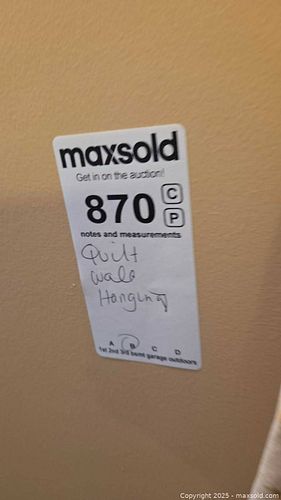 maxsold
Get in on the auction!
870 C
P
notes and measurements
Quilt
wall
Hanging
A B C D
1st 2nd 3rd bsmt garage outdoors
Copyright © 2025 - maxsold.com